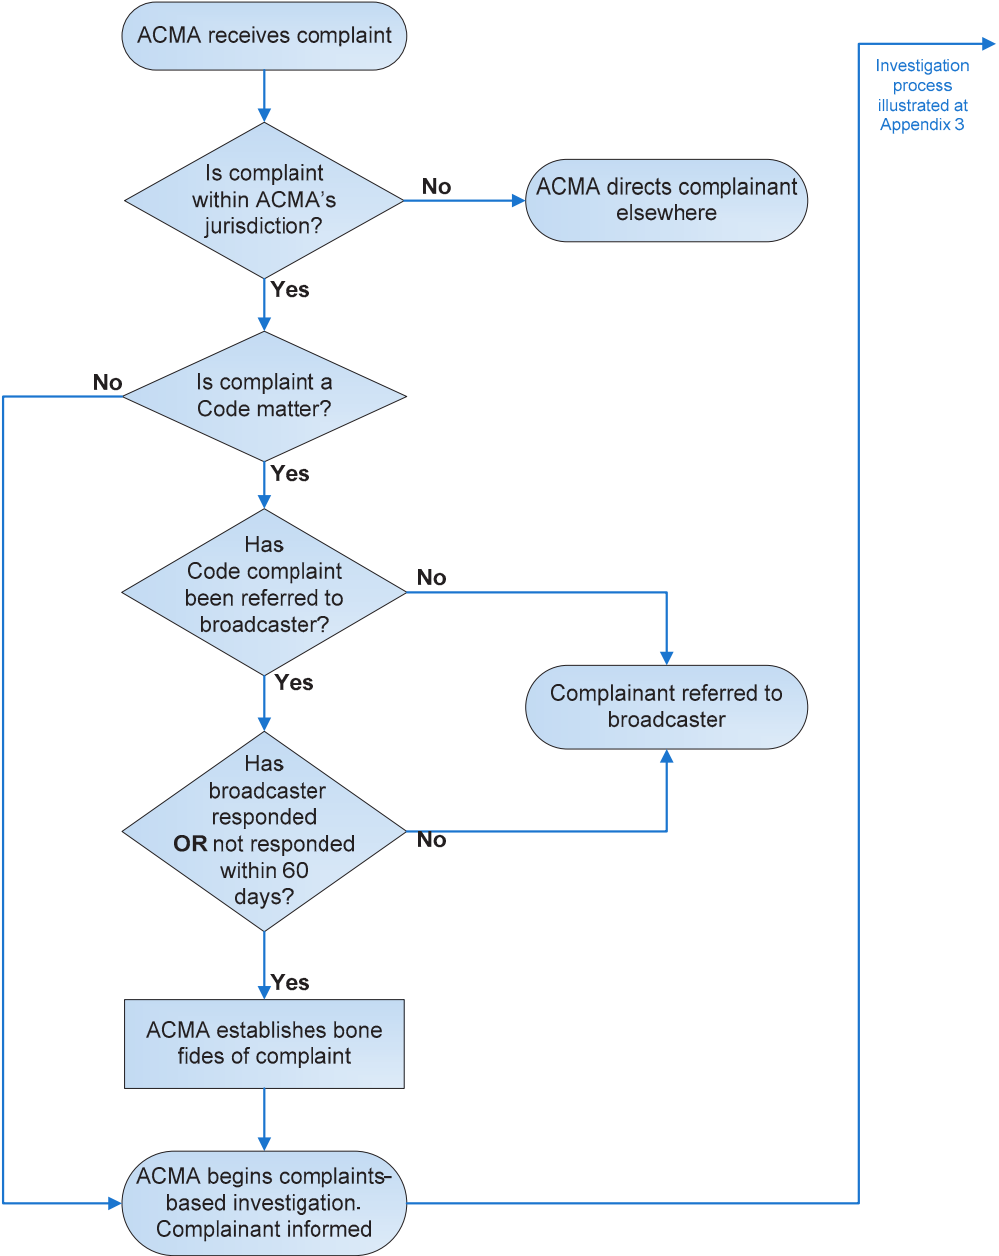 ACMA receives complaint
Investigation
process
illustrated at
Appendix 3
Is complaint
within ACMA's
jurisdiction?
No
ACMA directs complainant
elsewhere
Yes
No
Is complaint a
Code matter?
Yes
Has
Code complaint
been referred to
broadcaster?
No
Yes
Complainant referred to
broadcaster
Has
broadcaster
responded
OR not responded
within 60
days?
No
Yes
ACMA establishes bone
fides of complaint
ACMA begins complaints-
based investigation.
Complainant informed